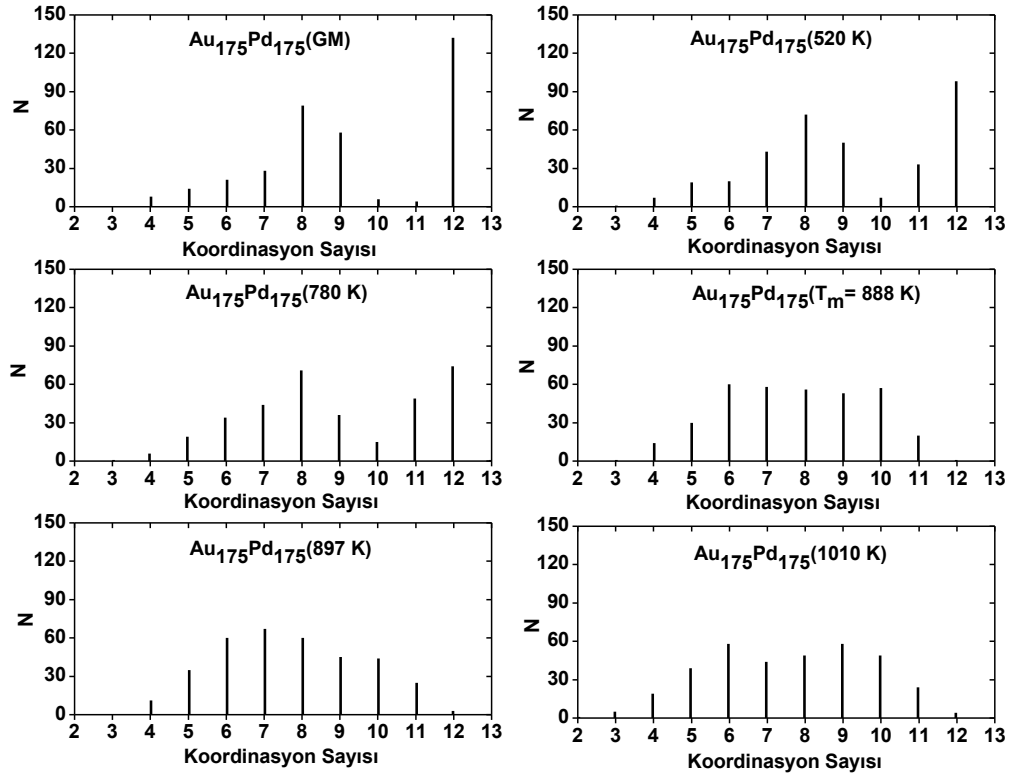 150
120
90
60
30
0
N
Au175Pd175(GM)
2 3 4 5 6 7 8 9 10 11 12 13
Koordinasyon Sayısı
150
120
90
60
30
0
N
Au175Pd175(520 K)
2 3 4 5 6 7 8 9 10 11 12 13
Koordinasyon Sayısı
150
120
90
60
30
0
N
Au175Pd175(780 K)
2 3 4 5 6 7 8 9 10 11 12 13
Koordinasyon Sayısı
150
120
90
60
30
0
N
Au175Pd175(Tm= 888 K)
2 3 4 5 6 7 8 9 10 11 12 13
Koordinasyon Sayısı
150
120
90
60
30
0
N
Au175Pd175(897 K)
2 3 4 5 6 7 8 9 10 11 12 13
Koordinasyon Sayısı
150
120
90
60
30
0
N
Au175Pd175(1010 K)
2 3 4 5 6 7 8 9 10 11 12 13
Koordinasyon Sayısı